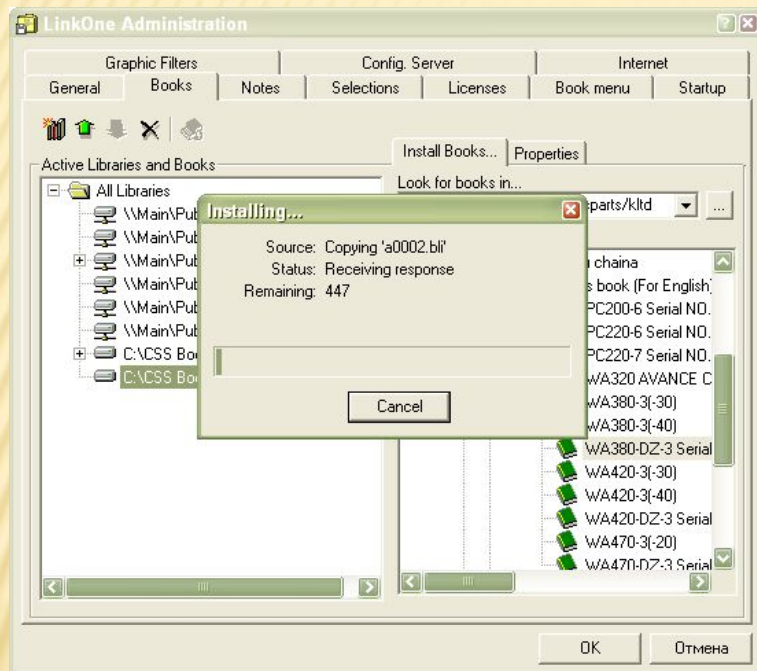 LinkOne Administration
Graphic Filters
Config. Server
Internet
General
Books
Notes
Selections
Licenses
Book menu
Startup
Install Books...
Properties
Active Libraries and Books
Look for books in...
All Libraries
\\Main\Pub
\\Main\Pub
\\Main\Pub
\\Main\Pub
\\Main\Pub
\\Main\Pub
C:\CSS Boo
C:\CSS Boo
parts/kltd
...
Installing...
Source: Copying 'a0002.bli'
Status: Receiving response
Remaining: 447
Cancel
chaina
s book (For English)
PC200-6 Serial NO.
PC220-6 Serial NO.
PC220-7 Serial NO.
WA320 AVANCE C
WA380-3(-30)
WA380-3(-40)
WA380-DZ-3 Serial
WA420-3(-30)
WA420-3(-40)
WA420-DZ-3 Serial
WA470-3(-20)
WA470-DZ-3 Serial
OK
Отмена